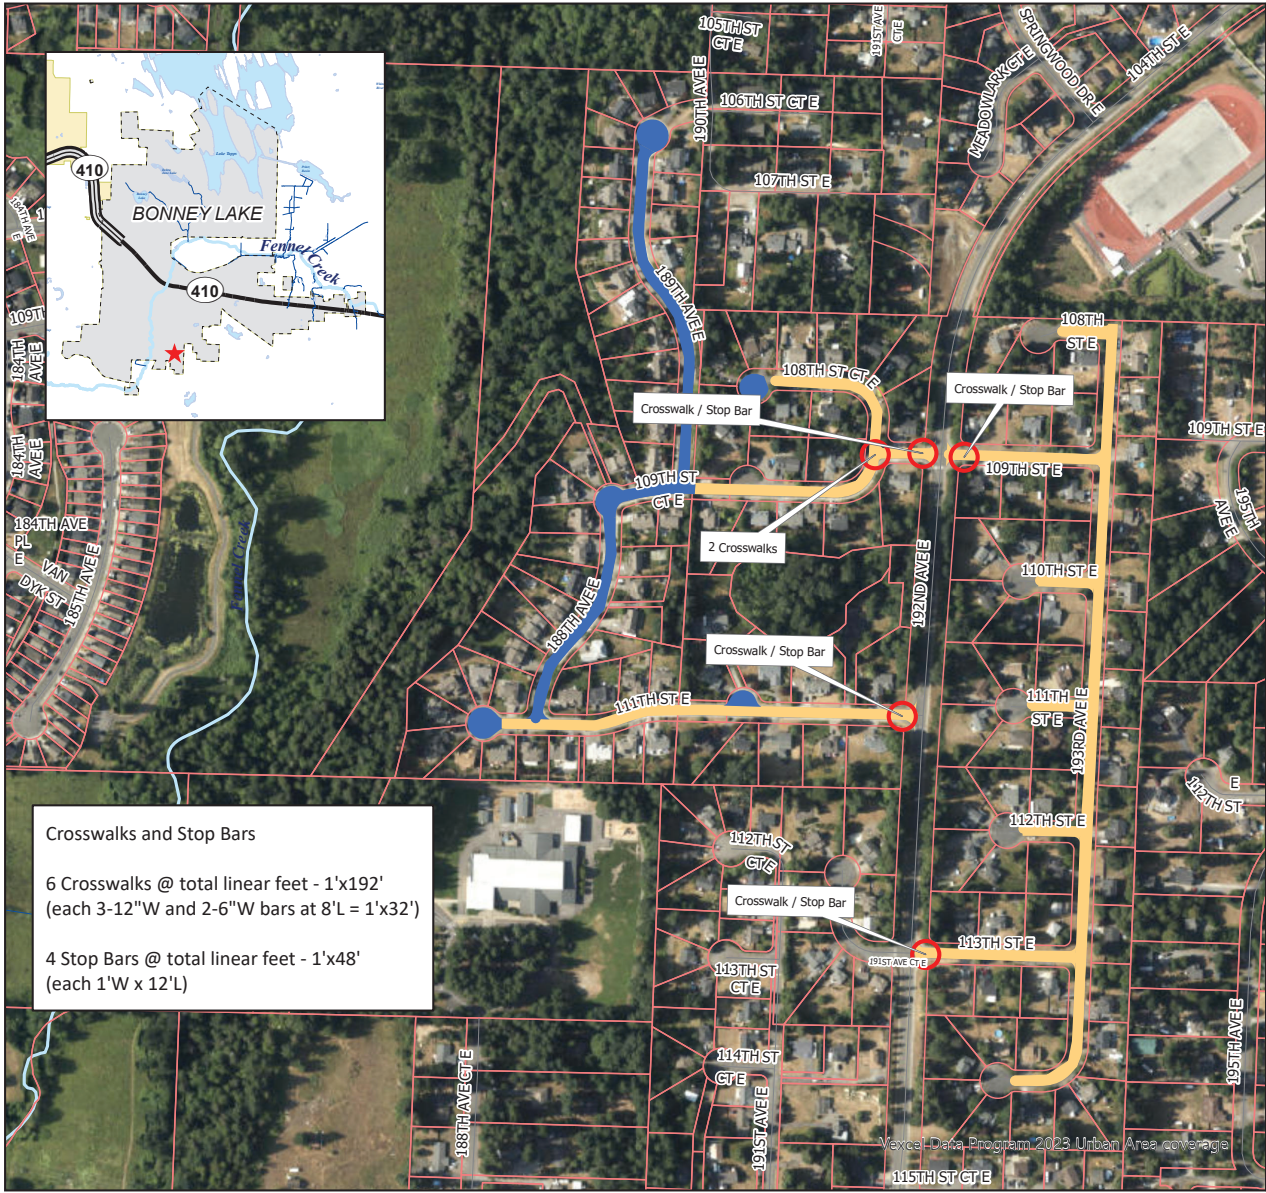 105TH ST
CT E
191ST AVE
CT E
SPRINGWOOD DR E
MEADOWLARK CT E
104TH ST E
190TH AVE E
106TH ST CT E
107TH ST E
410
BONNEY LAKE
Fennel Creek
410
184TH AVE
E
109TH
184TH
AVE E
184TH
AVE E
184TH AVE
PL
E
VAN
DYK ST
185TH AVE E
189TH AVE E
108TH
ST E
108TH ST CT E
Crosswalk / Stop Bar
Crosswalk / Stop Bar
109TH ST E
109TH ST E
195TH
AVE E
109TH ST
CT E
2 Crosswalks
192ND AVE E
110TH ST E
188TH AVE E
Crosswalk / Stop Bar
111TH ST E
111TH
ST E
193RD AVE E
E
112TH ST
112TH ST E
112TH ST
CT E
Crosswalk / Stop Bar
113TH ST E
191ST AVE CT E
113TH ST
CT E
114TH ST
CT E
188TH AVE CT E
191ST AVE E
195TH AVE E
115TH ST CT E
Crosswalks and Stop Bars
6 Crosswalks @ total linear feet - 1'x192'
(each 3-12"W and 2-6"W bars at 8'L = 1'x32')
4 Stop Bars @ total linear feet - 1'x48'
(each 1'W x 12'L)
Vexcel Data Program 2023 Urban Area coverage